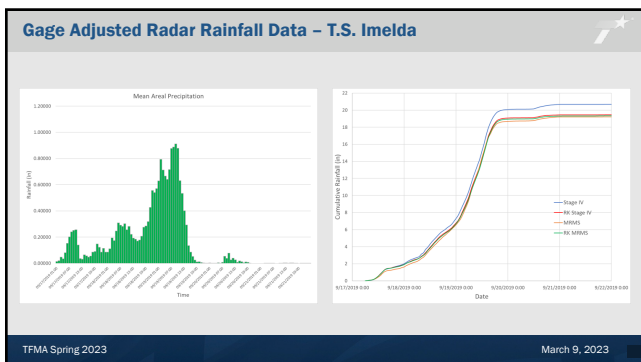 Gage Adjusted Radar Rainfall Data – T.S. Imelda
Mean Areal Precipitation
1.20000
1.00000
0.80000
0.60000
0.40000
0.20000
0.00000
Rainfall (in)
Time
22
20
18
16
14
12
10
8
6
4
2
0
Cumulative Rainfall (in)
Stage IV
RK Stage IV
MRMS
RK MRMS
9/17/2019 0:00
9/18/2019 0:00
9/19/2019 0:00
9/20/2019 0:00
9/21/2019 0:00
9/22/2019 0:00
Date
TFMA Spring 2023
March 9, 2023